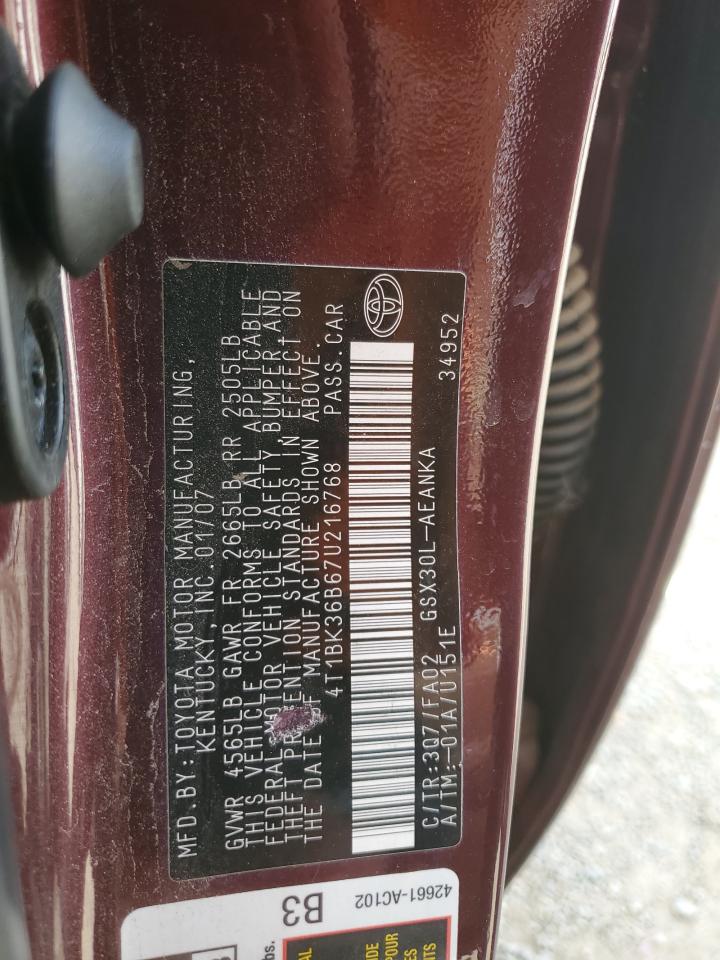 MFD.BY:TOYOTA MOTOR MANUFACTURING,
KENTUCKY, INC.01/07
GVWR 4565LB GAWR FR 2665LB RR 2505LB
THIS VEHICLE CONFORMS TO ALL APPLICABLE
FEDERAL MOTOR VEHICLE SAFETY, BUMPER, AND
THEFT PREVENTION STANDARDS IN EFFECT ON
THE DATE OF MANUFACTURE SHOWN ABOVE.
4T1BK36B67U216768 PASS.CAR
C/TR:3Q7/FA02 GSX30L-AEANKA
A/TM:-01A/U151E 34952
B3
42661-AC102
lbs.